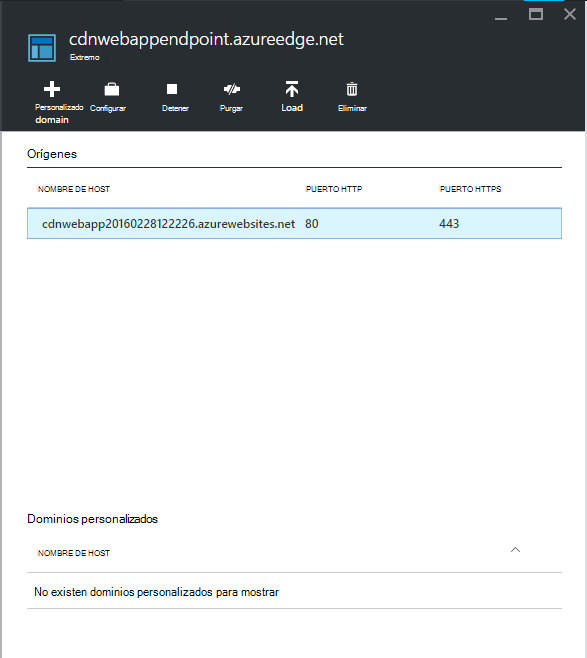 cdnwebappendpoint.azureedge.net
Extremo
Personalizado domain
Configurar
Detener
Purgar
Load
Eliminar
Orígenes
NOMBRE DE HOST PUERTO HTTP PUERTO HTTPS
cdnwebapp20160228122226.azurewebsites.net 80 443
Dominios personalizados
NOMBRE DE HOST
No existen dominios personalizados para mostrar